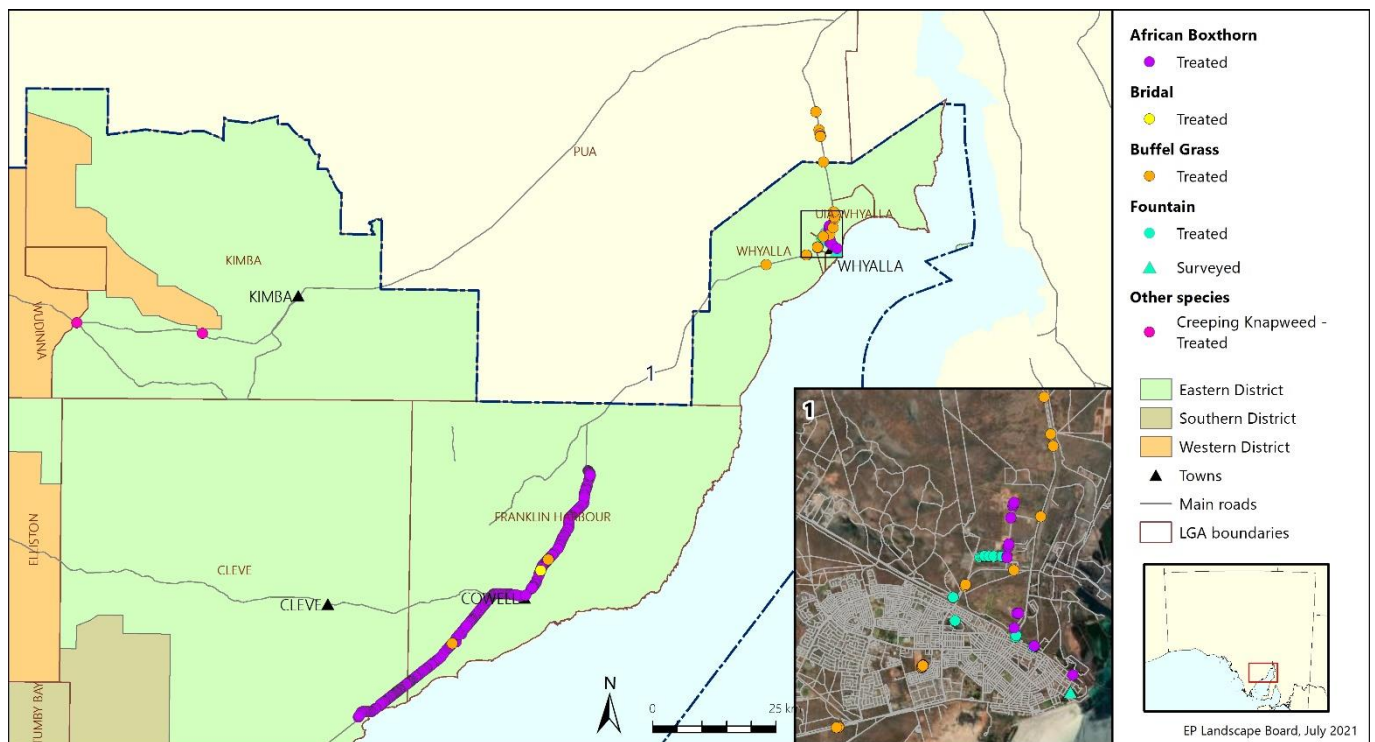 PUA
UIA WHYALLA
WHYALLA
WHYALLA
KIMBA
KIMBA
WUDINNA
1
FRANKLIN HARBOUR
ELLISTON
CLEVE
CLEVE
COWELL
TUMBY BAY
N
0
25 km
1
African Boxthorn
Treated
Bridal
Treated
Buffel Grass
Treated
Fountain
Treated
Surveyed
Other species
Creeping Knapweed -
Treated
Eastern District
Southern District
Western District
Towns
Main roads
LGA boundaries
EP Landscape Board, July 2021